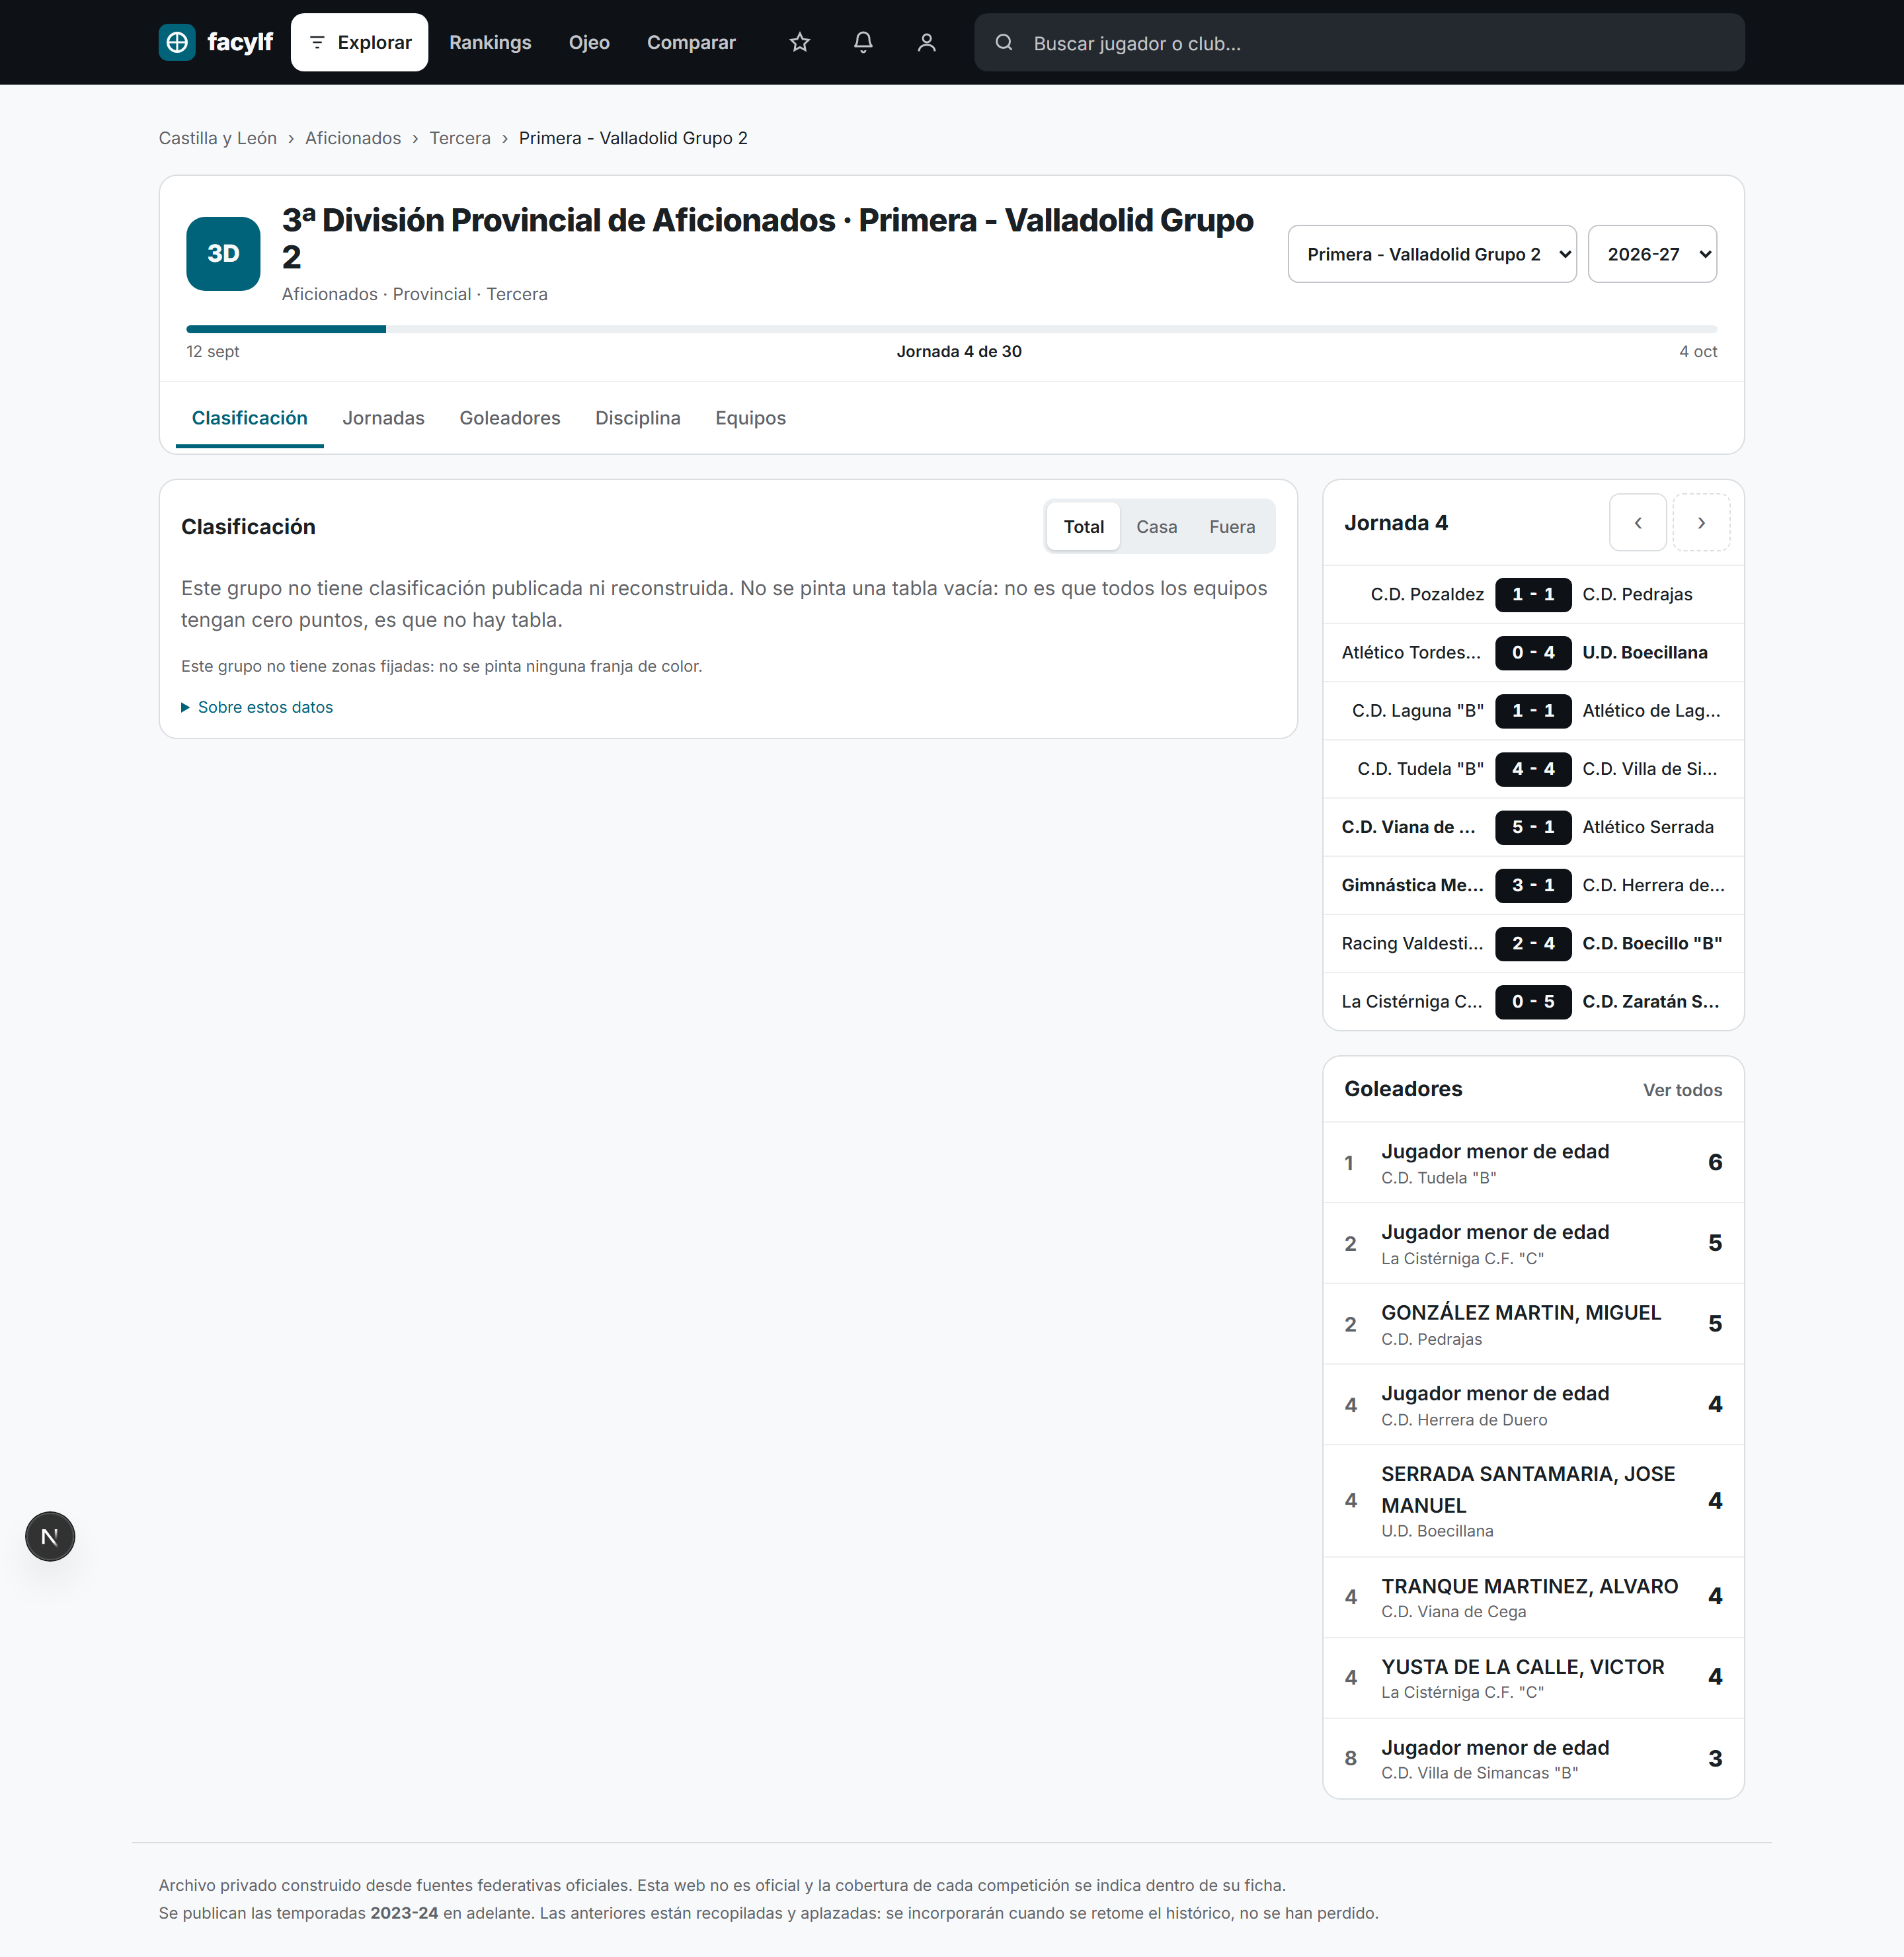 facylf
Explorar
Rankings
Ojeo
Comparar
Buscar jugador o club...
Castilla y León › Aficionados › Tercera › Primera - Valladolid Grupo 2
3D
3ª División Provincial de Aficionados · Primera - Valladolid Grupo
2
Aficionados · Provincial · Tercera
Primera - Valladolid Grupo 2
2026-27
12 sept
Jornada 4 de 30
4 oct
Clasificación
Jornadas
Goleadores
Disciplina
Equipos
Clasificación
Total
Casa
Fuera
Este grupo no tiene clasificación publicada ni reconstruida. No se pinta una tabla vacía: no es que todos los equipos
tengan cero puntos, es que no hay tabla.
Este grupo no tiene zonas fijadas: no se pinta ninguna franja de color.
Sobre estos datos
Jornada 4
‹ ›
C.D. Pozaldez 1 - 1 C.D. Pedrajas
Atlético Tordes... 0 - 4 U.D. Boecillana
C.D. Laguna "B" 1 - 1 Atlético de Lag...
C.D. Tudela "B" 4 - 4 C.D. Villa de Si...
C.D. Viana de ... 5 - 1 Atlético Serrada
Gimnástica Me... 3 - 1 C.D. Herrera de...
Racing Valdesti... 2 - 4 C.D. Boecillo "B"
La Cistérniga C... 0 - 5 C.D. Zaratán S...
Goleadores
Ver todos
1 Jugador menor de edad 6
C.D. Tudela "B"
2 Jugador menor de edad 5
La Cistérniga C.F. "C"
2 GONZÁLEZ MARTIN, MIGUEL 5
C.D. Pedrajas
4 Jugador menor de edad 4
C.D. Herrera de Duero
4 SERRADA SANTAMARIA, JOSE
MANUEL 4
U.D. Boecillana
4 TRANQUE MARTINEZ, ALVARO 4
C.D. Viana de Cega
4 YUSTA DE LA CALLE, VICTOR 4
La Cistérniga C.F. "C"
8 Jugador menor de edad 3
C.D. Villa de Simancas "B"
N
Archivo privado construido desde fuentes federativas oficiales. Esta web no es oficial y la cobertura de cada competición se indica dentro de su ficha.
Se publican las temporadas 2023-24 en adelante. Las anteriores están recopiladas y aplazadas: se incorporarán cuando se retome el histórico, no se han perdido.